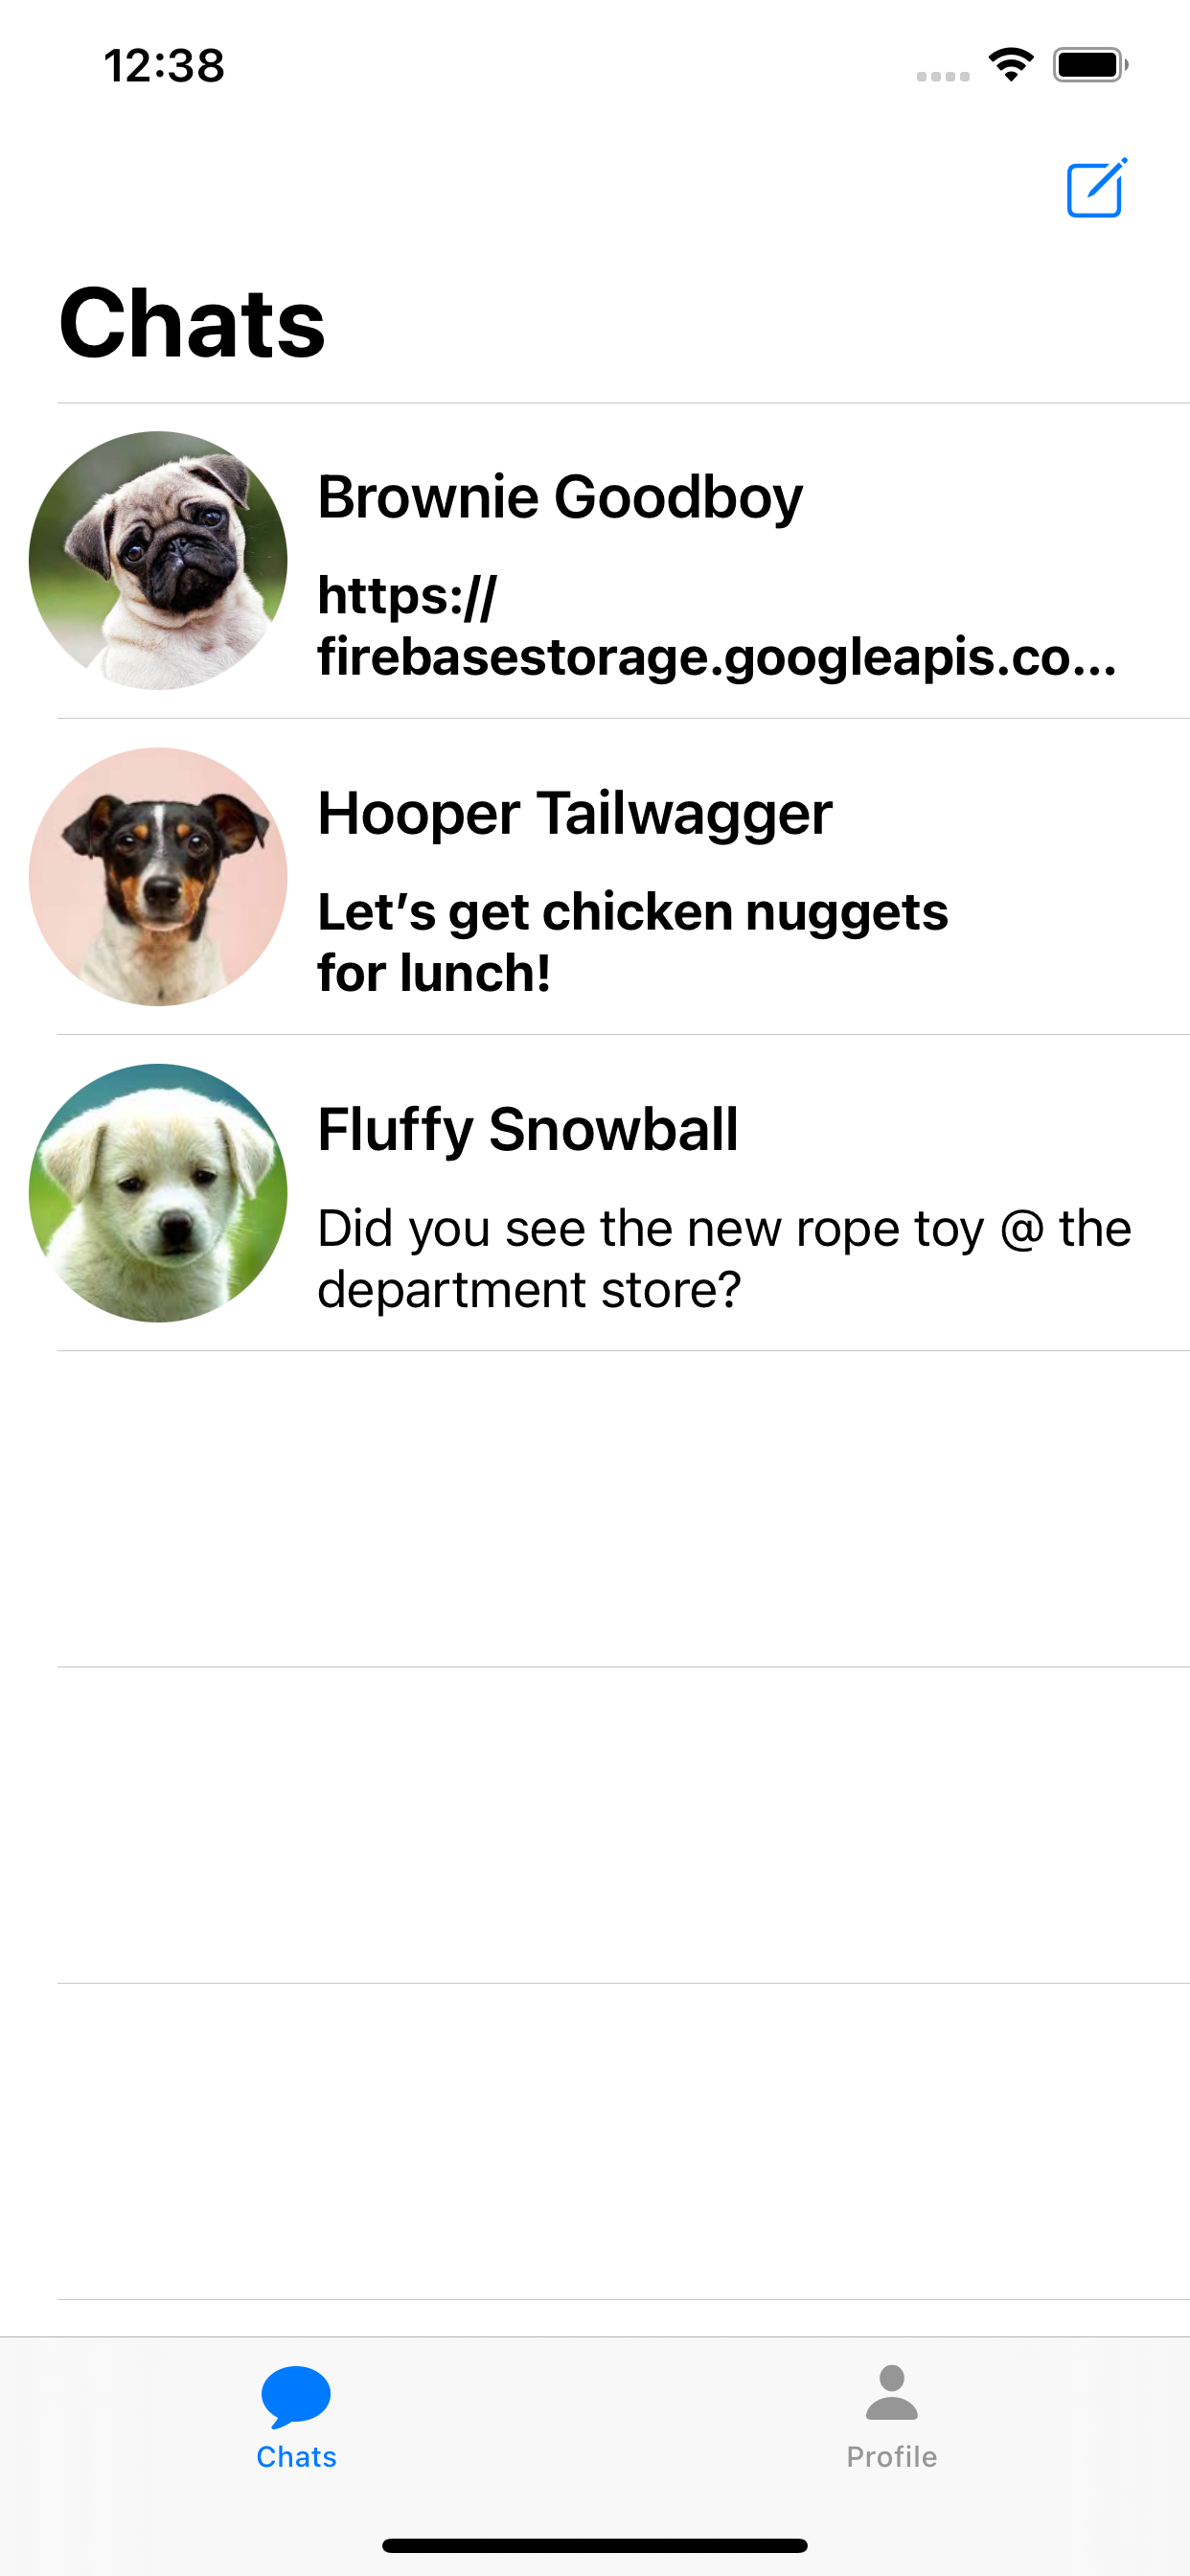 12:38
Chats
Brownie Goodboy
https://
firebasestorage.googleapis.co...
Hooper Tailwagger
Let’s get chicken nuggets
for lunch!
Fluffy Snowball
Did you see the new rope toy @ the
department store?
Chats
Profile